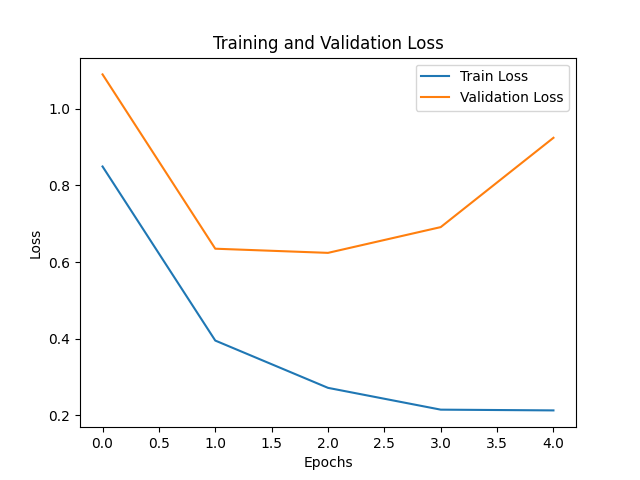 Training and Validation Loss
Train Loss
Validation Loss
1.0
0.8
0.6
0.4
0.2
Loss
0.0 0.5 1.0 1.5 2.0 2.5 3.0 3.5 4.0
Epochs